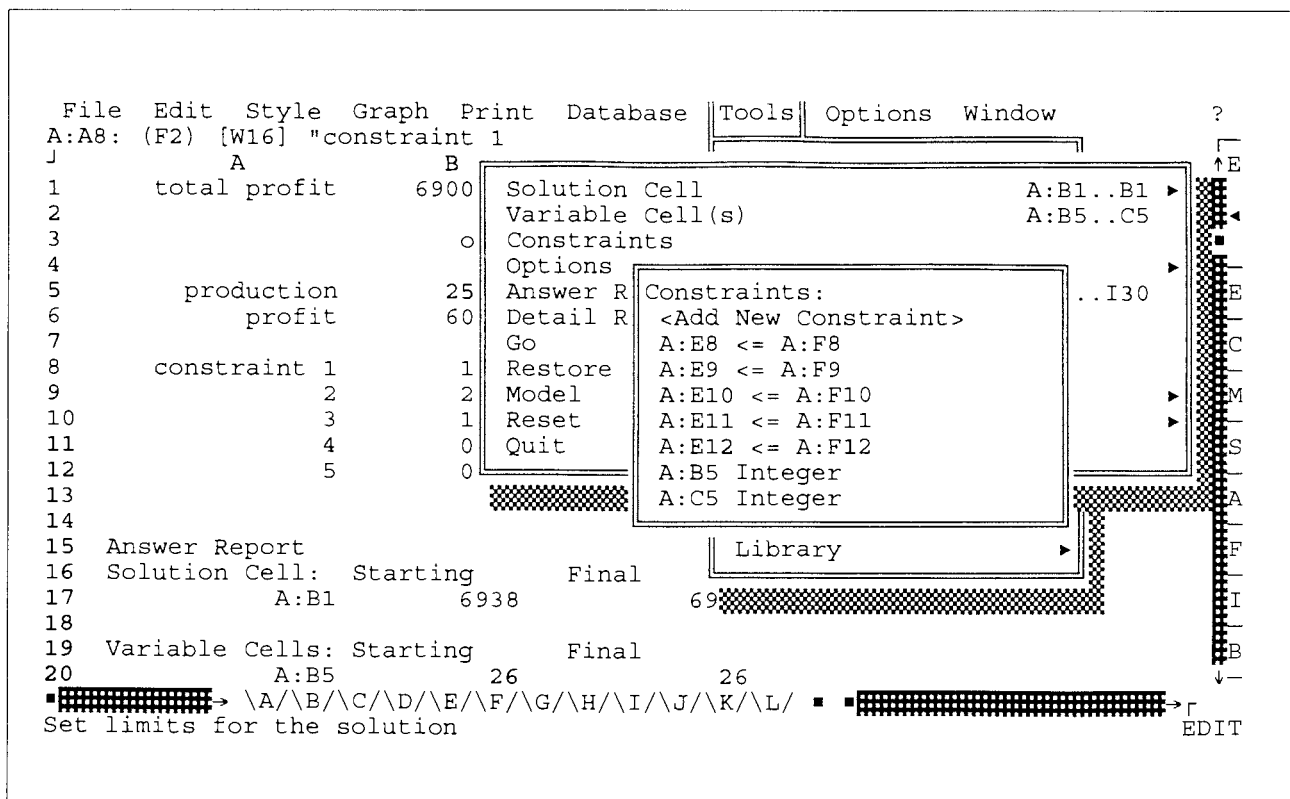 File Edit Style Graph Print Database Tools Options Window ?
A:A8: (F2) [W16] "constraint 1
A B E
1 total profit 6900 Solution Cell A:B1..B1 ►
2 Variable Cell(s) A:B5..C5 ◄
3 o Constraints
4 Options ►
Constraints:
5 production 25 Answer R ..I30 E
<Add New Constraint>
6 profit 60 Detail R
7 Go A:E8 <= A:F8 C
8 constraint 1 1 Restore A:E9 <= A:F9
9 2 2 Model A:E10 <= A:F10 ► M
10 3 1 Reset A:E11 <= A:F11 ►
11 4 0 Quit A:E12 <= A:F12 S
12 5 0 A:B5 Integer
13 A:C5 Integer A
14
15 Answer Report Library ► F
16 Solution Cell: Starting Final
17 A:B1 6938 69 I
18
19 Variable Cells: Starting Final B
20 A:B5 26 26
\A/\B/\C/\D/\E/\F/\G/\H/\I/\J/\K/\L/
Set limits for the solution EDIT